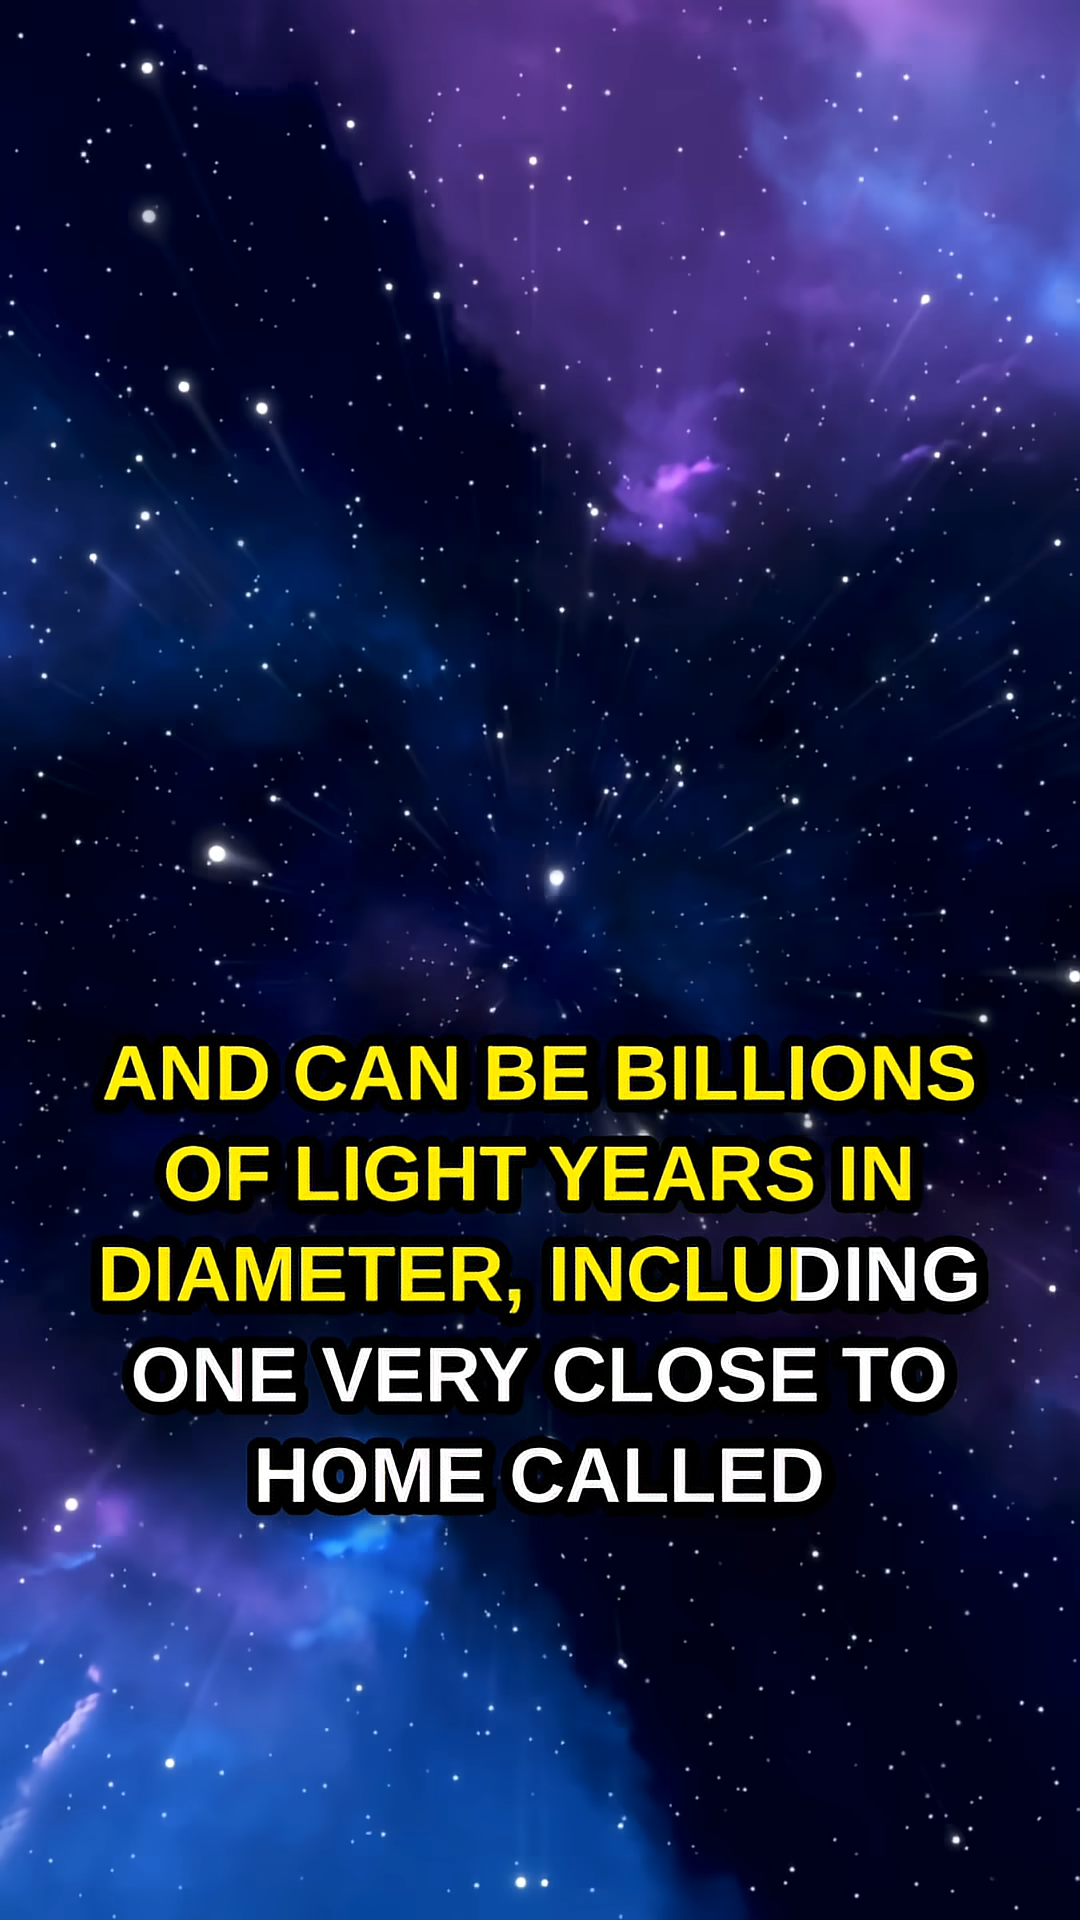 AND CAN BE BILLIONS
OF LIGHT YEARS IN
DIAMETER, INCLUDING
ONE VERY CLOSE TO
HOME CALLED